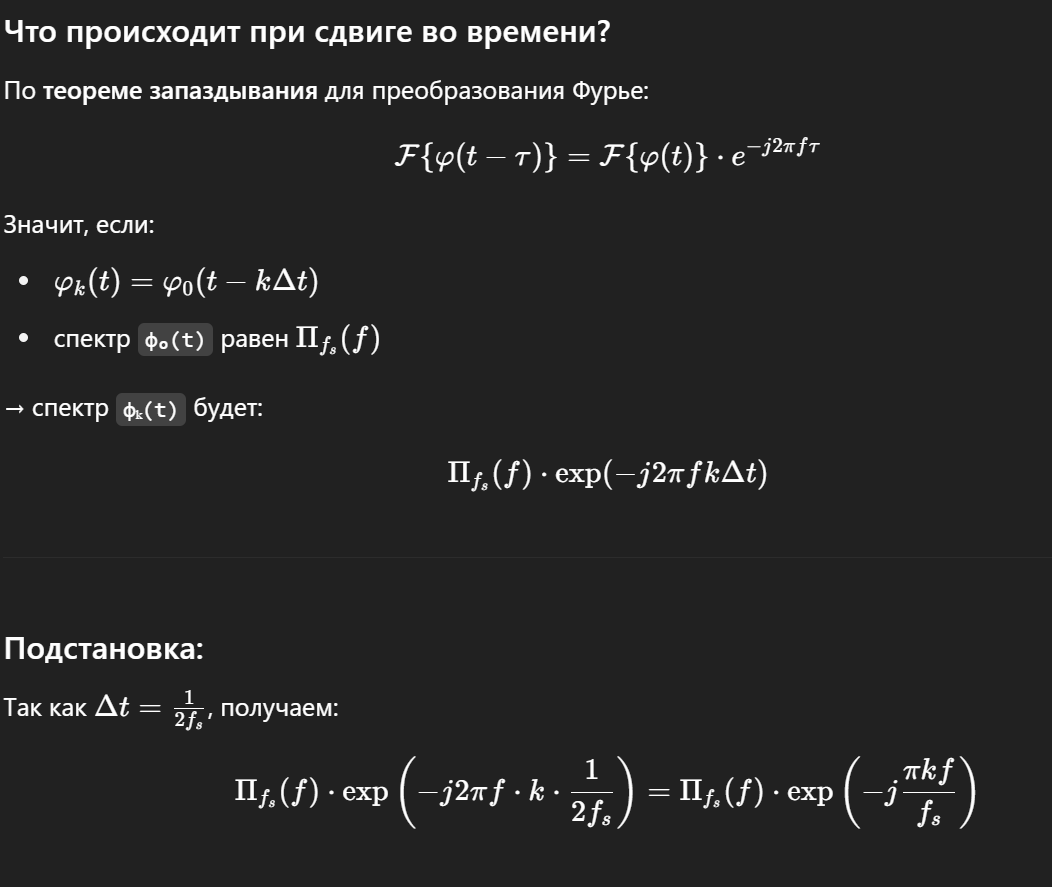 Что происходит при сдвиге во времени?
По теореме запаздывания для преобразования Фурье:
ℱ{φ(t − τ)} = ℱ{φ(t)} · e^{−j2πfτ}
Значит, если:
• φ_k(t) = φ_0(t − kΔt)
• спектр ϕₒ(t) равен Π_{f_s}(f)
→ спектр ϕₖ(t) будет:
Π_{f_s}(f) · exp(−j2πfkΔt)
Подстановка:
Так как Δt = 1/(2f_s), получаем:
Π_{f_s}(f) · exp(−j2πf · k · 1/(2f_s)) = Π_{f_s}(f) · exp(−j πkf/f_s)